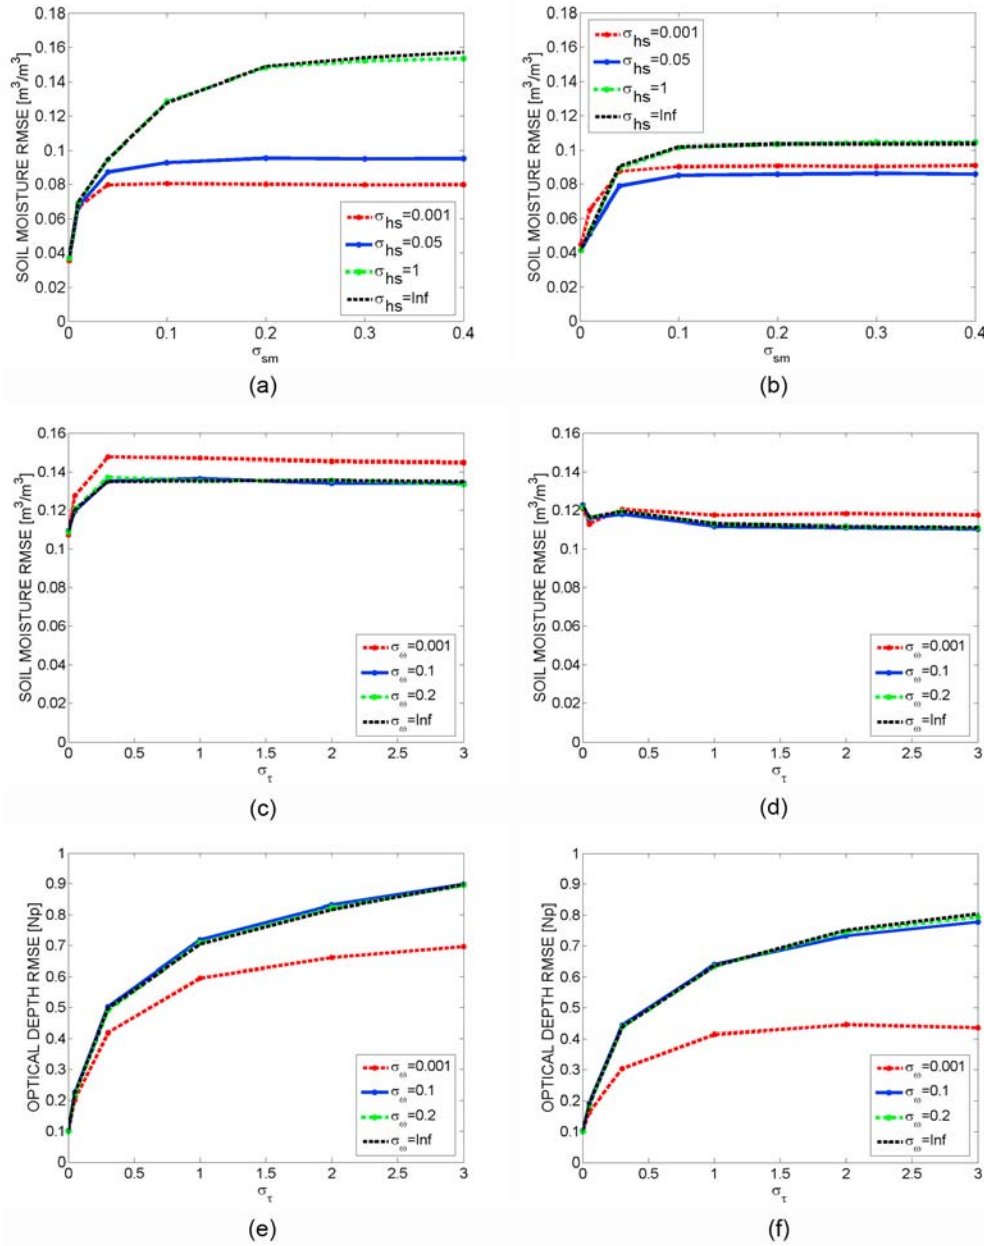 0.18
0.16
0.14
0.12
0.1
0.08
0.06
0.04
0.02
0
SOIL MOISTURE RMSE [m³/m³]
0 0.1 0.2 0.3 0.4
σsm
σhs=0.001
σhs=0.05
σhs=1
σhs=Inf
(a)
0.18
0.16
0.14
0.12
0.1
0.08
0.06
0.04
0.02
0
SOIL MOISTURE RMSE [m³/m³]
0 0.1 0.2 0.3 0.4
σsm
σhs=0.001
σhs=0.05
σhs=1
σhs=Inf
(b)
0.16
0.14
0.12
0.1
0.08
0.06
0.04
0.02
0
SOIL MOISTURE RMSE [m³/m³]
0 0.5 1 1.5 2 2.5 3
στ
σω=0.001
σω=0.1
σω=0.2
σω=Inf
(c)
0.16
0.14
0.12
0.1
0.08
0.06
0.04
0.02
0
SOIL MOISTURE RMSE [m³/m³]
0 0.5 1 1.5 2 2.5 3
στ
σω=0.001
σω=0.1
σω=0.2
σω=Inf
(d)
1
0.9
0.8
0.7
0.6
0.5
0.4
0.3
0.2
0.1
0
OPTICAL DEPTH RMSE [Np]
0 0.5 1 1.5 2 2.5 3
στ
σω=0.001
σω=0.1
σω=0.2
σω=Inf
(e)
1
0.9
0.8
0.7
0.6
0.5
0.4
0.3
0.2
0.1
0
OPTICAL DEPTH RMSE [Np]
0 0.5 1 1.5 2 2.5 3
στ
σω=0.001
σω=0.1
σω=0.2
σω=Inf
(f)